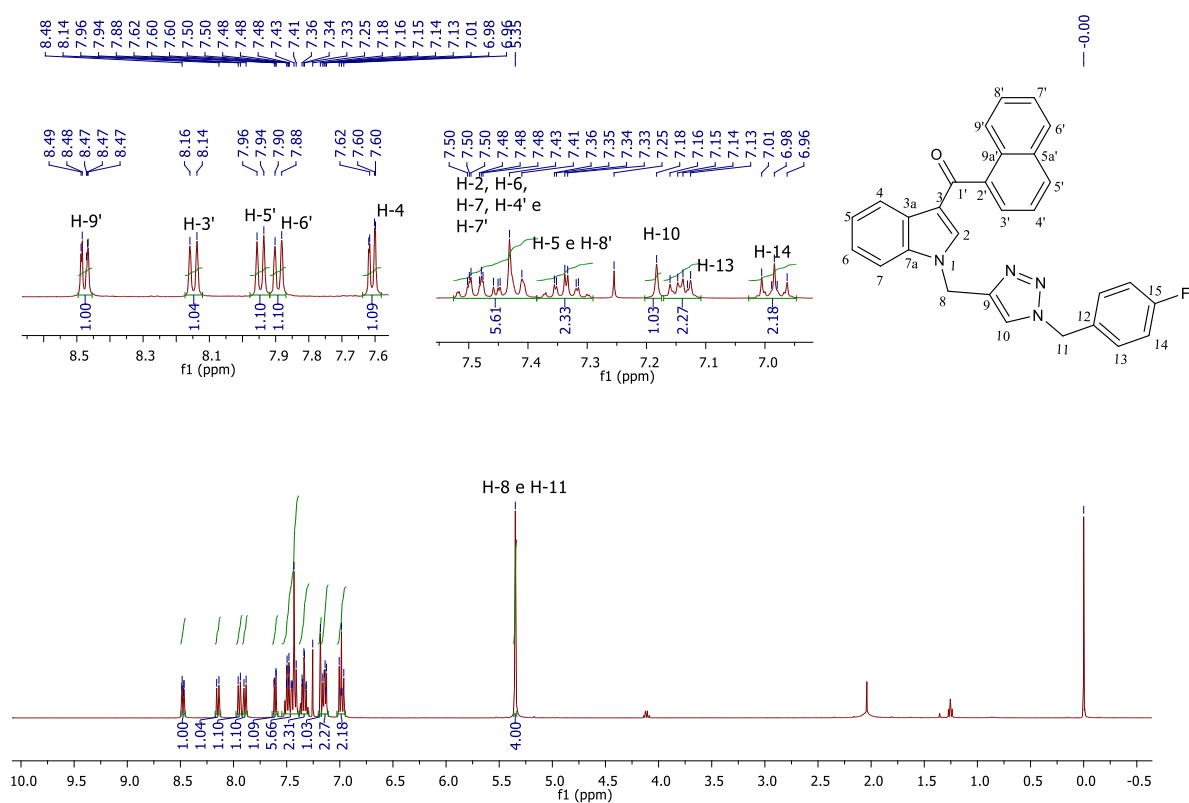 8.48 8.14 7.96 7.94 7.88 7.62 7.60 7.60 7.50 7.50 7.48 7.48 7.48 7.43 7.41 7.36 7.34 7.33 7.25 7.18 7.16 7.15 7.14 7.13 7.01 6.98 6.96 5.35
-0.00
8.49 8.48 8.47 8.47 8.47 8.16 8.14 7.96 7.94 7.90 7.88 7.62 7.60 7.60
7.50 7.50 7.50 7.48 7.48 7.48 7.43 7.41 7.36 7.35 7.34 7.33 7.25 7.18 7.16 7.15 7.14 7.13 7.01 6.98 6.96
H-9'
H-3'
H-5'
H-6'
H-4
1.00 1.04 1.10 1.10 1.09
8.5 8.3 8.1 7.9 7.8 7.7 7.6
f1 (ppm)
H-2, H-6,
H-7, H-4' e
H-7'
H-5 e H-8'
H-10
H-13
H-14
5.61 2.33 1.03 2.27 2.18
7.5 7.4 7.3 7.2 7.1 7.0
f1 (ppm)
8' 7'
9' 6'
9a' 5a'
O
1' 2' 5'
4 3' 4'
3a 3
5
2
6 7a 1
7 N
8 9 N N
10 N
11 12 13 14 15 F
H-8 e H-11
1.00 1.04 1.10 1.10 1.09 5.66 2.31 1.03 2.27 2.18 4.00
10.0 9.5 9.0 8.5 8.0 7.5 7.0 6.5 6.0 5.5 5.0 4.5 4.0 3.5 3.0 2.5 2.0 1.5 1.0 0.5 0.0 -0.5
f1 (ppm)